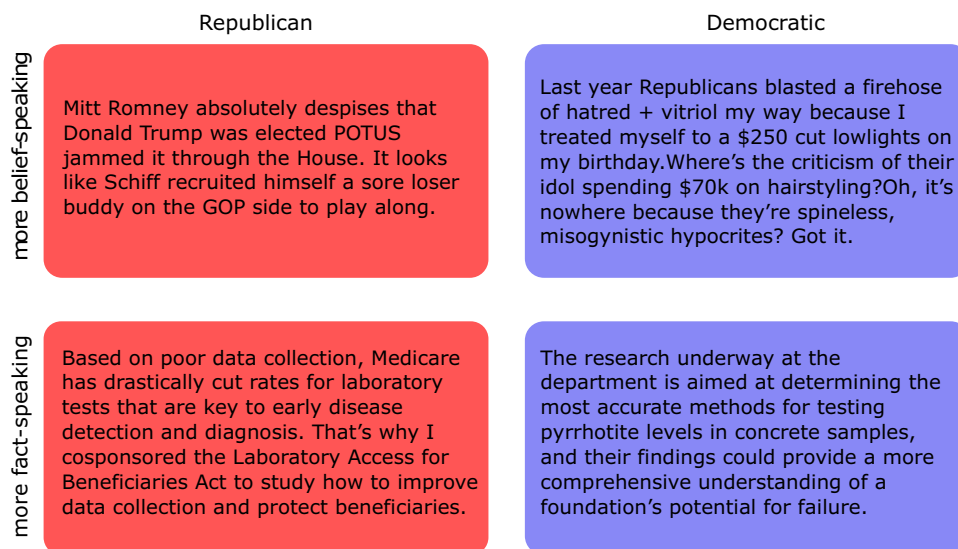 Republican
Democratic
more belief-speaking
Mitt Romney absolutely despises that
Donald Trump was elected POTUS
jammed it through the House. It looks
like Schiff recruited himself a sore loser
buddy on the GOP side to play along.
Last year Republicans blasted a firehose
of hatred + vitriol my way because I
treated myself to a $250 cut lowlights on
my birthday.Where’s the criticism of their
idol spending $70k on hairstyling?Oh, it’s
nowhere because they’re spineless,
misogynistic hypocrites? Got it.
more fact-speaking
Based on poor data collection, Medicare
has drastically cut rates for laboratory
tests that are key to early disease
detection and diagnosis. That’s why I
cosponsored the Laboratory Access for
Beneficiaries Act to study how to improve
data collection and protect beneficiaries.
The research underway at the
department is aimed at determining the
most accurate methods for testing
pyrrhotite levels in concrete samples,
and their findings could provide a more
comprehensive understanding of a
foundation’s potential for failure.